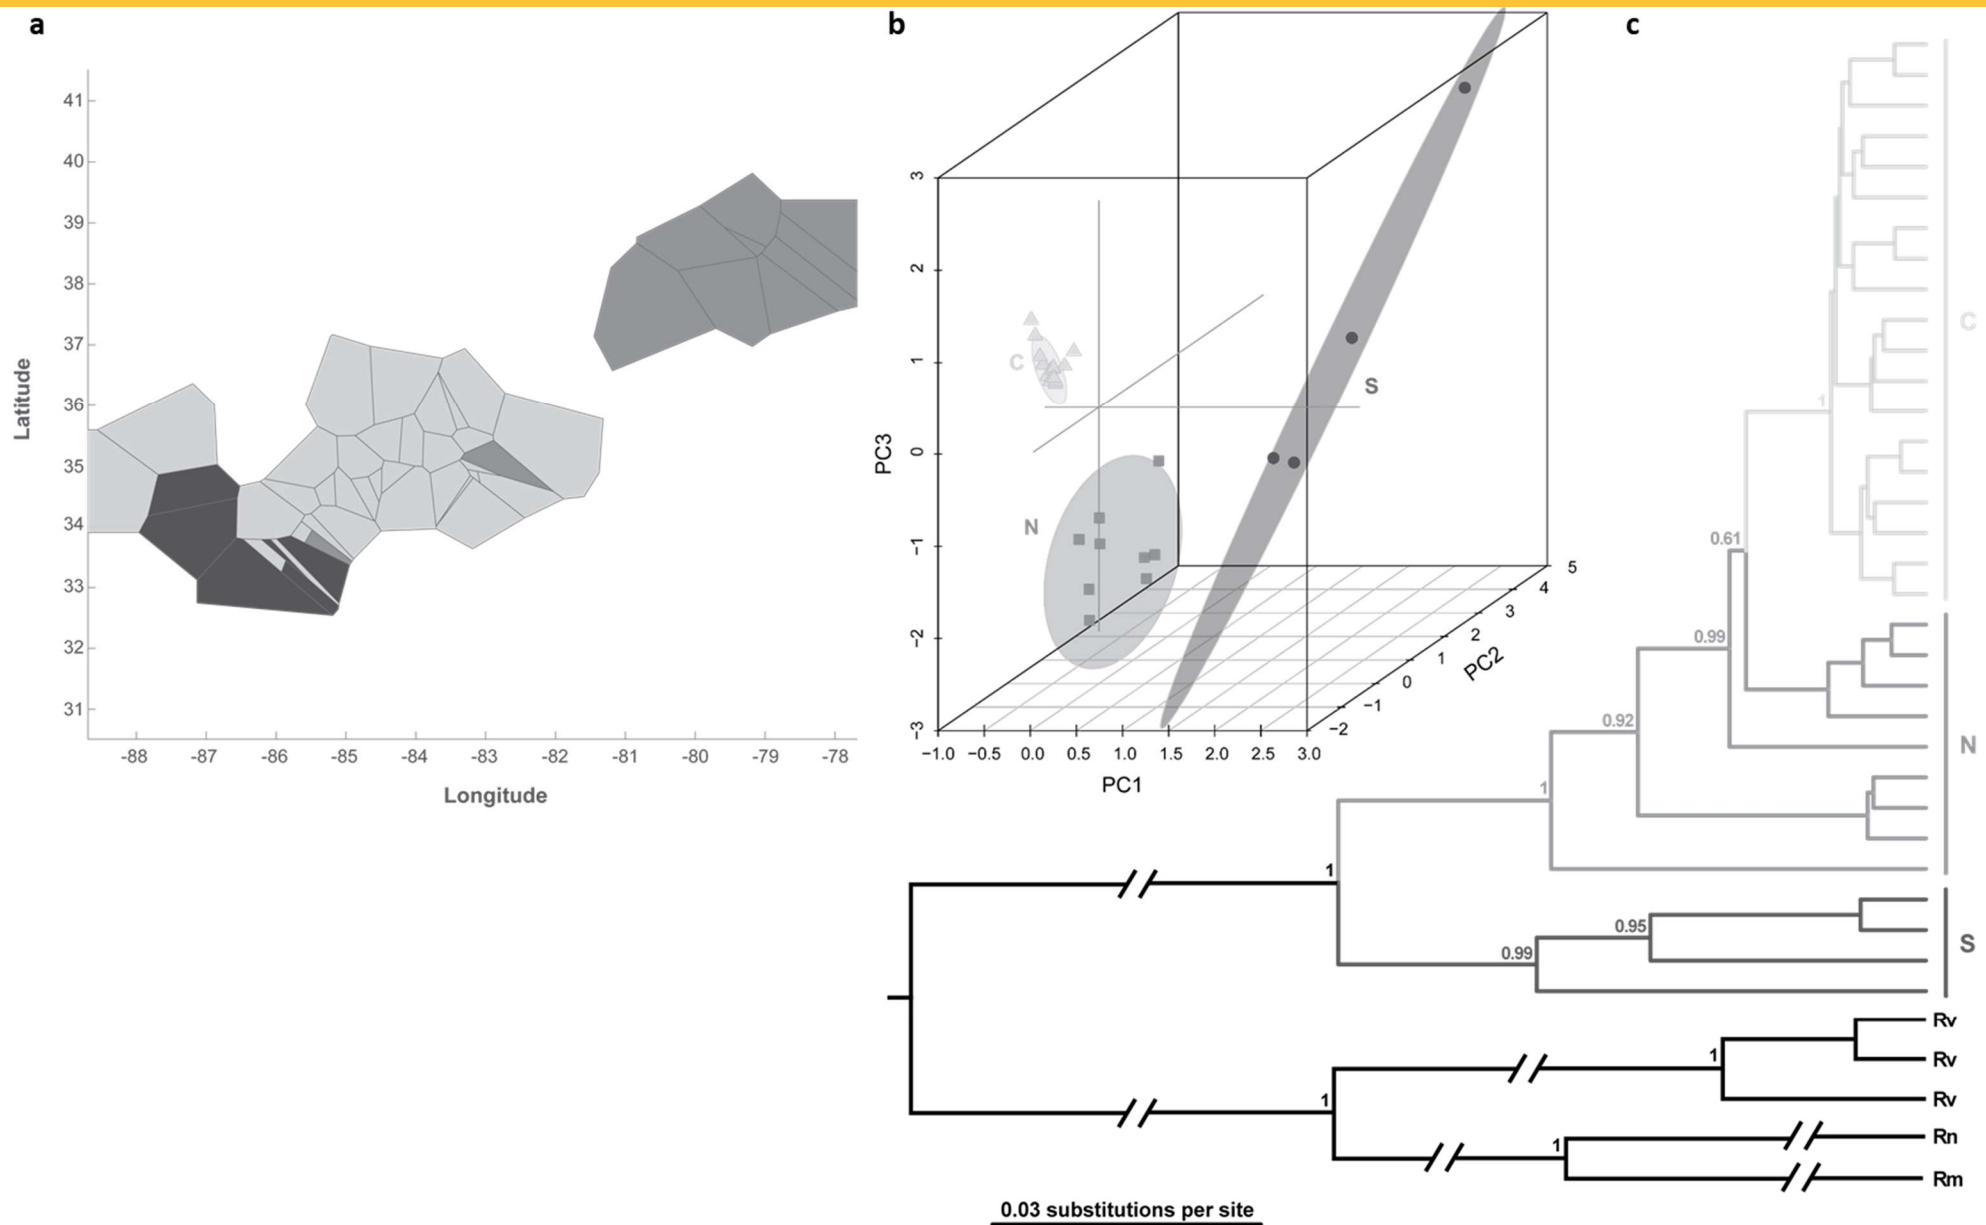 a
41
40
39
38
37
36
35
34
33
32
31
Latitude
-88 -87 -86 -85 -84 -83 -82 -81 -80 -79 -78
Longitude
b
3
2
1
0
−1
−2
−3
PC3
−1.0 −0.5 0.0 0.5 1.0 1.5 2.0 2.5 3.0
PC1
5
4
3
2
1
0
−1
−2
PC2
C
N
S
c
1
C
0.61
0.99
0.92
N
1
1
0.95
0.99
S
Rv
1
Rv
1
Rv
1
Rn
Rm
0.03 substitutions per site